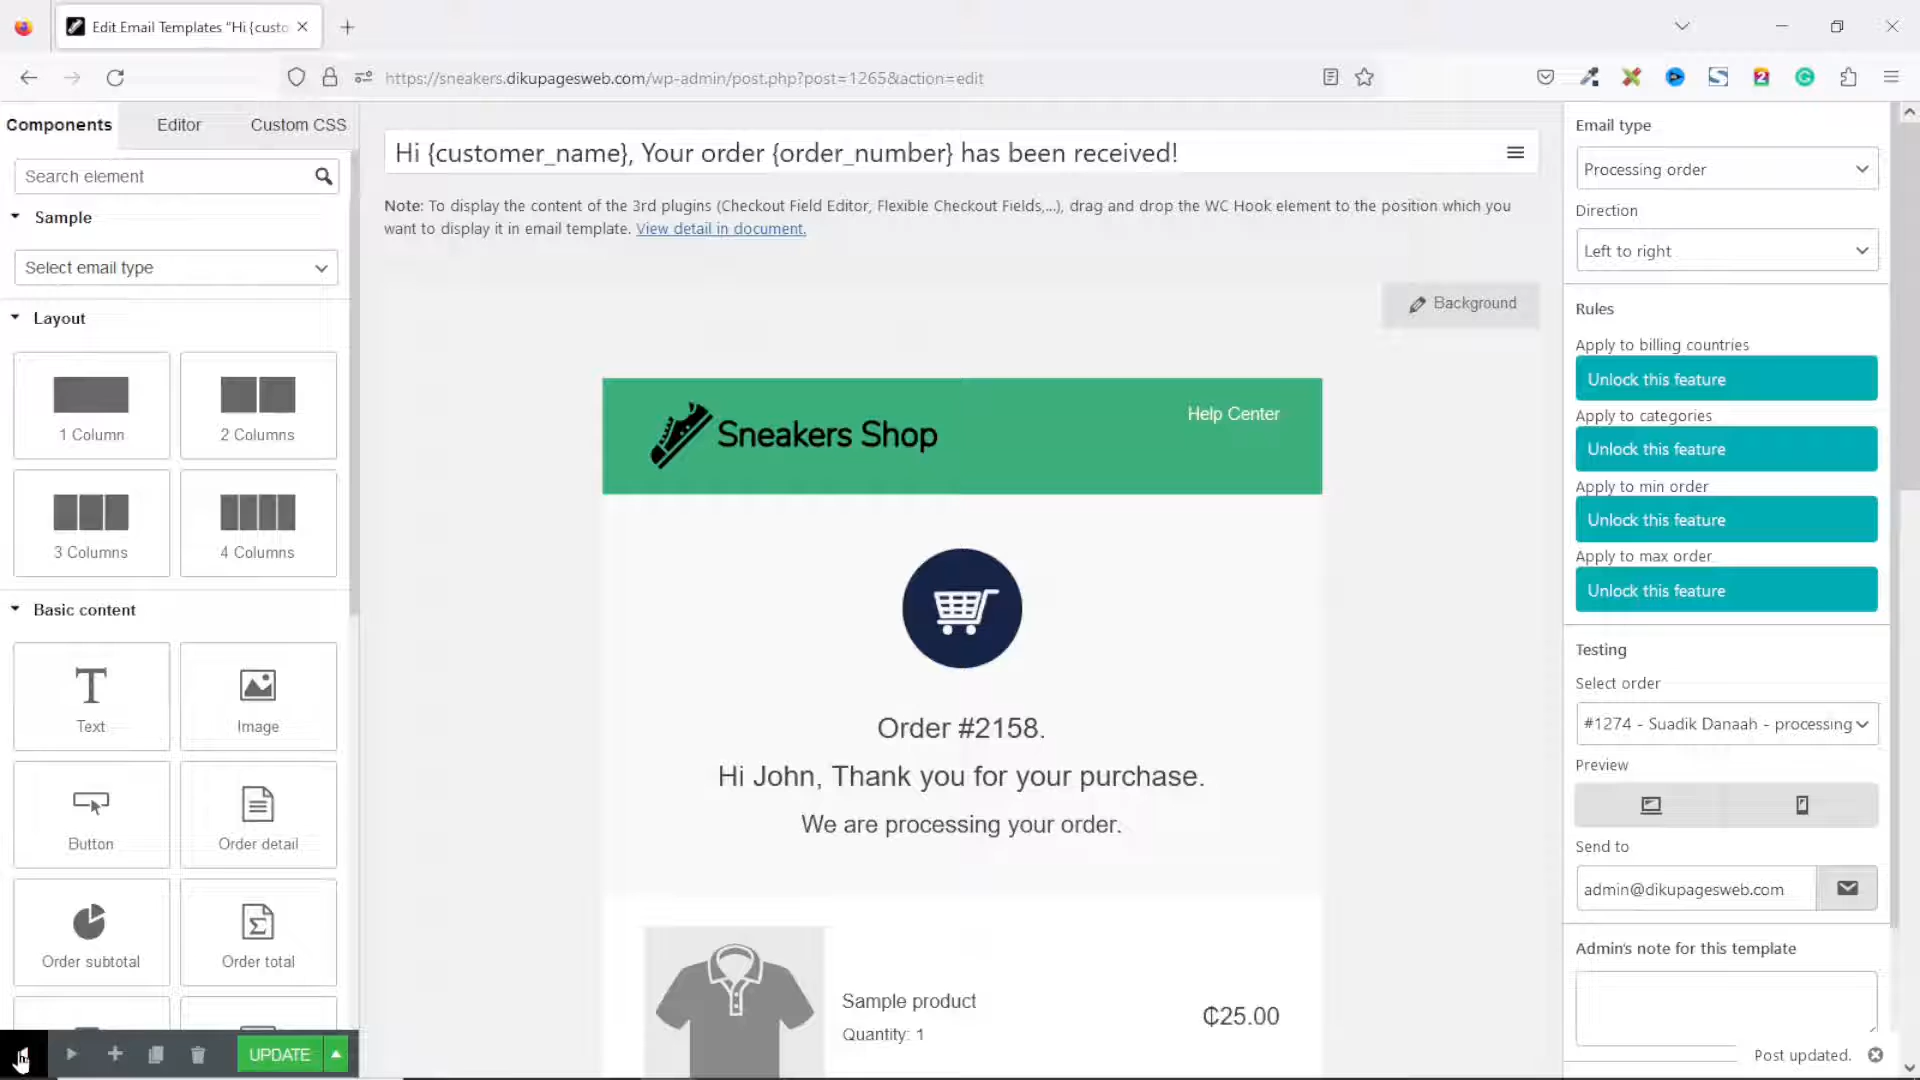 Edit Email Templates "Hi {custo
https://sneakers.dikupagesweb.com/wp-admin/post.php?post=1265&action=edit
Components
Editor
Custom CSS
Search element
Sample
Select email type
Layout
1 Column
2 Columns
3 Columns
4 Columns
Basic content
Text
Image
Button
Order detail
Order subtotal
Order total
UPDATE
Hi {customer_name}, Your order {order_number} has been received!
Note: To display the content of the 3rd plugins (Checkout Field Editor, Flexible Checkout Fields,...), drag and drop the WC Hook element to the position which you
want to display it in email template. View detail in document.
Background
Sneakers Shop
Help Center
Order #2158.
Hi John, Thank you for your purchase.
We are processing your order.
Sample product
Quantity: 1
₵25.00
Email type
Processing order
Direction
Left to right
Rules
Apply to billing countries
Unlock this feature
Apply to categories
Unlock this feature
Apply to min order
Unlock this feature
Apply to max order
Unlock this feature
Testing
Select order
#1274 - Suadik Danaah - processing
Preview
Send to
admin@dikupagesweb.com
Admin's note for this template
Post updated.